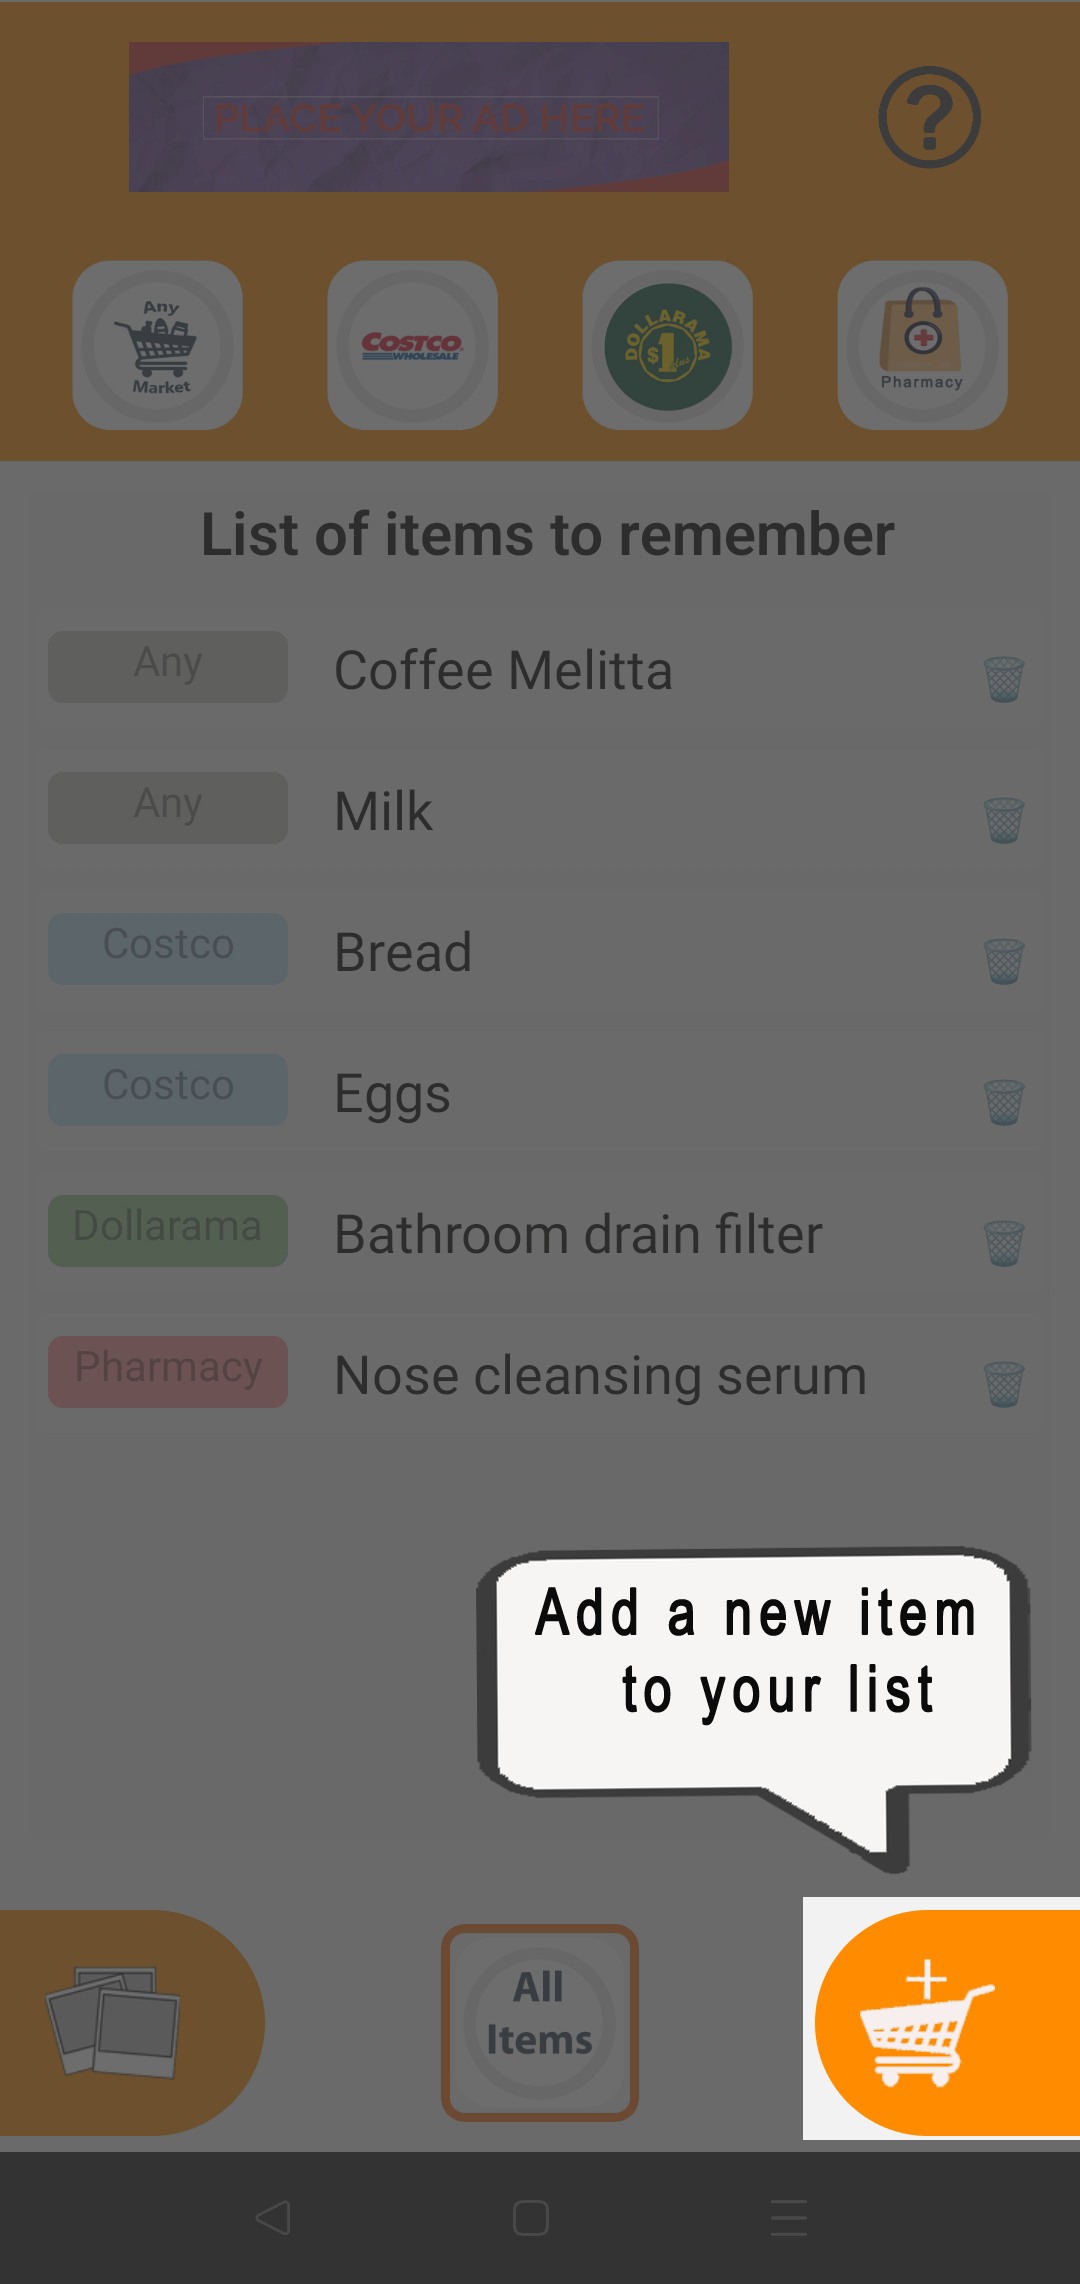 PLACE YOUR AD HERE
Any
Market
COSTCO
WHOLESALE
DOLLARAMA
$1 plus
Pharmacy
List of items to remember
Any
Coffee Melitta
Any
Milk
Costco
Bread
Costco
Eggs
Dollarama
Bathroom drain filter
Pharmacy
Nose cleansing serum
Add a new item
to your list
All
Items